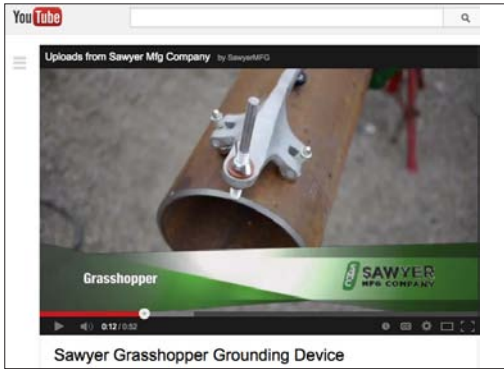 YouTube
Uploads from Sawyer Mfg Company by SawyerMFG
Grasshopper
SAWYER
MFG COMPANY
0:12 / 0:52
Sawyer Grasshopper Grounding Device